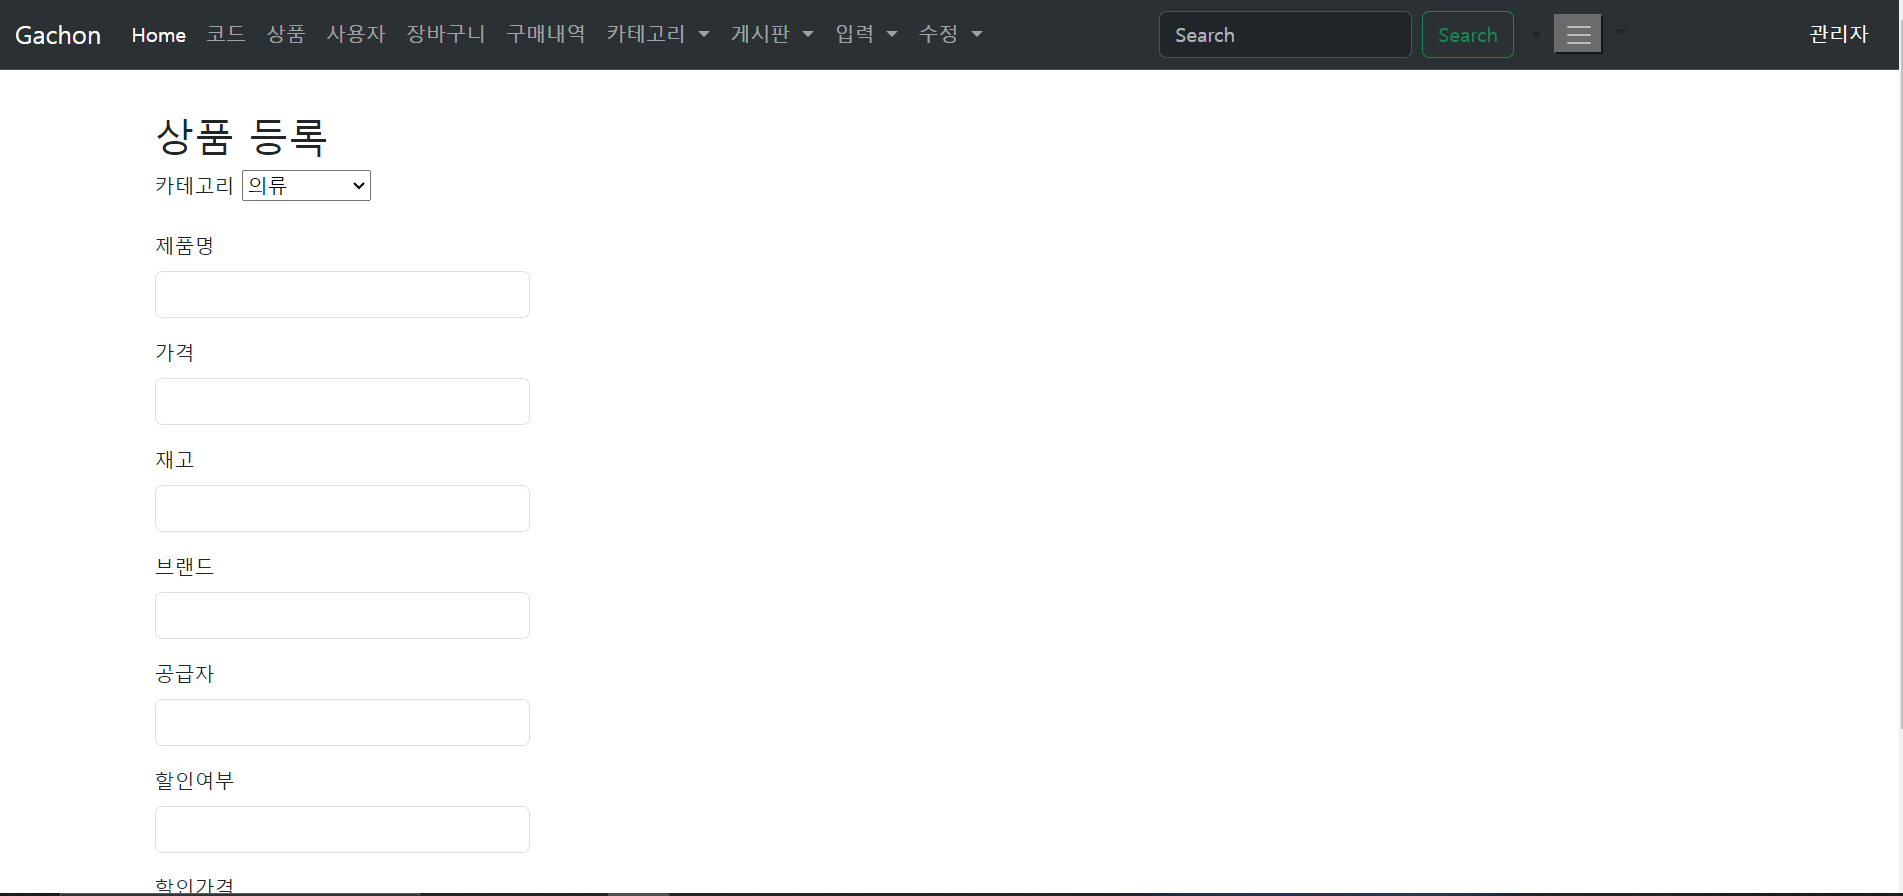 Gachon Home 코드 상품 사용자 장바구니 구매내역 카테고리 게시판 입력 수정 Search Search 관리자
상품 등록
카테고리 의류
제품명
가격
재고
브랜드
공급자
할인여부
할인가격